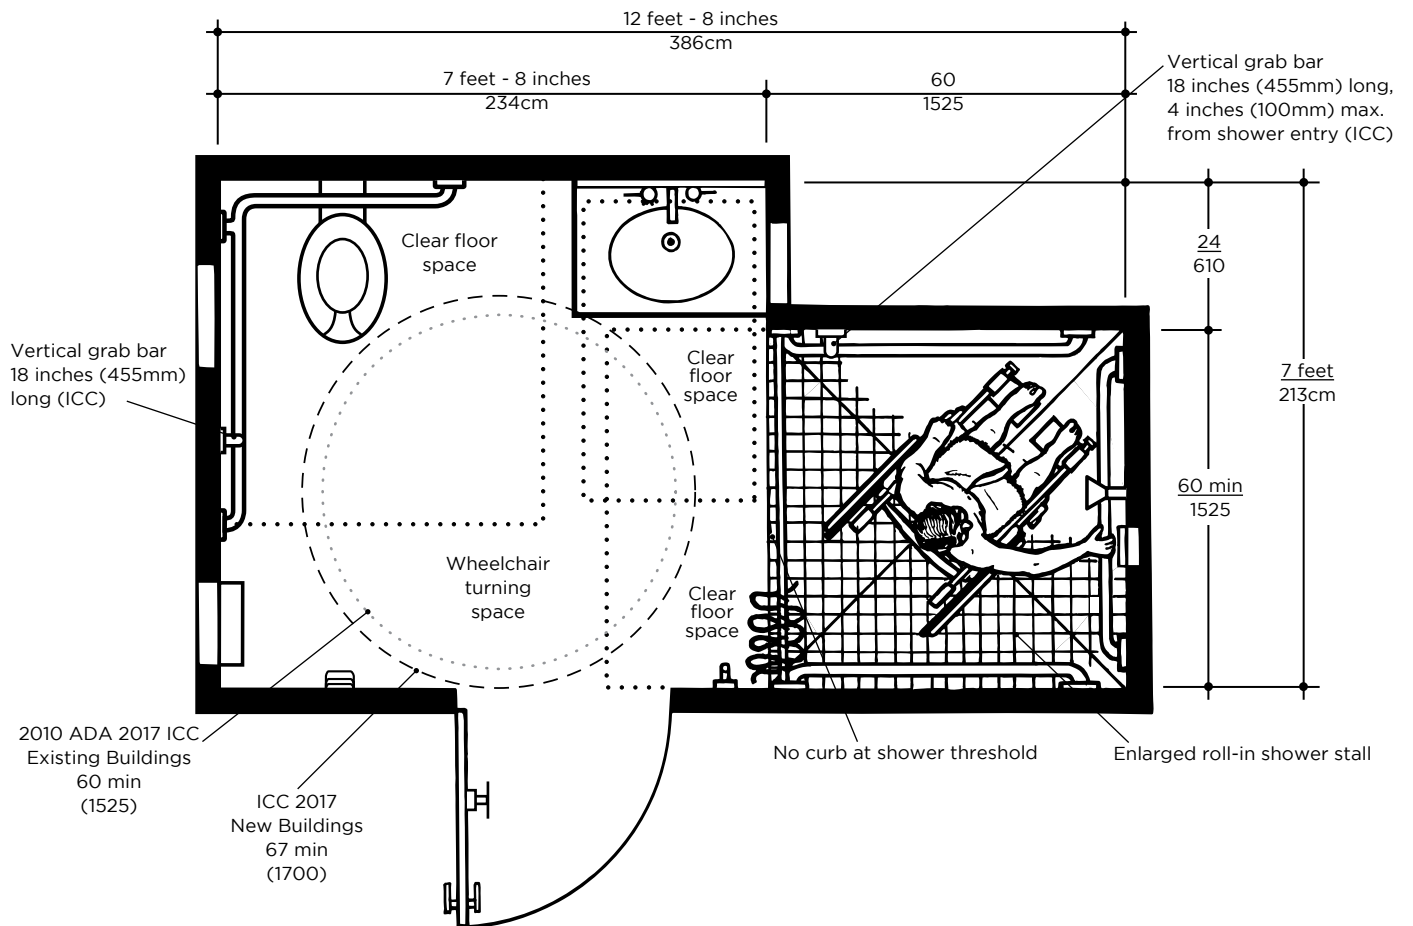 12 feet - 8 inches
386cm
7 feet - 8 inches
234cm
60
1525
Vertical grab bar
18 inches (455mm) long,
4 inches (100mm) max.
from shower entry (ICC)
24
610
7 feet
213cm
60 min
1525
Clear floor
space
Clear
floor
space
Vertical grab bar
18 inches (455mm)
long (ICC)
Wheelchair
turning
space
Clear
floor
space
2010 ADA 2017 ICC
Existing Buildings
60 min
(1525)
ICC 2017
New Buildings
67 min
(1700)
No curb at shower threshold
Enlarged roll-in shower stall